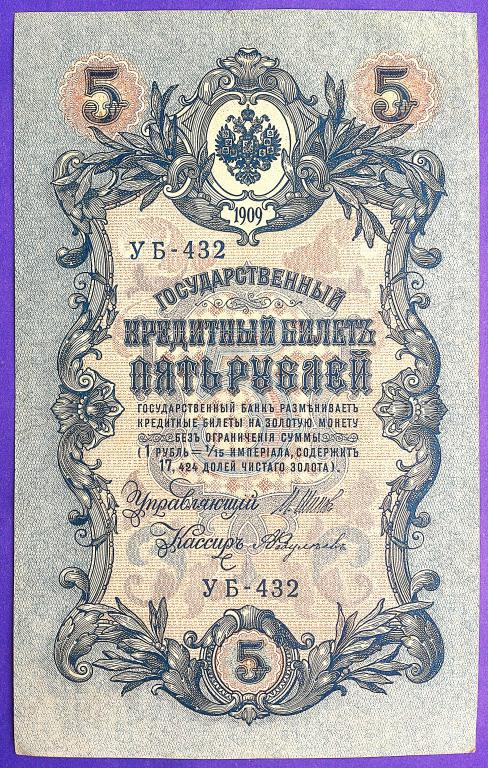 5 5
1909
УБ-432
ГОСУДАРСТВЕННЫЙ
КРЕДИТНЫЙ БИЛЕТЪ
ПЯТЬ РУБЛЕЙ
ГОСУДАРСТВЕННЫЙ БАНКЪ РАЗМѢНИВАЕТЪ
КРЕДИТНЫЕ БИЛЕТЫ НА ЗОЛОТУЮ МОНЕТУ
БЕЗЪ ОГРАНИЧЕНІЯ СУММЫ
(1 РУБЛЬ = 1/15 ИМПЕРІАЛА, СОДЕРЖИТЪ
17,424 ДОЛЕЙ ЧИСТАГО ЗОЛОТА).
Управляющій И. Шипов
Кассиръ
УБ-432
5